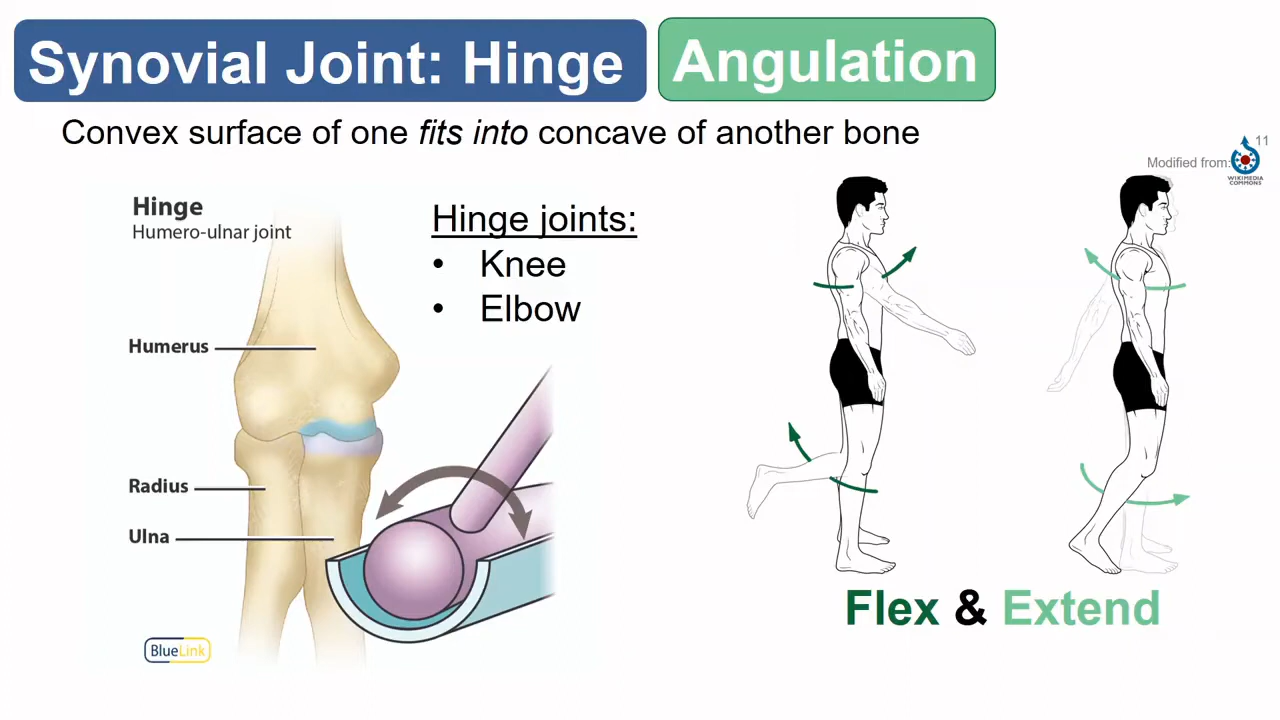 Synovial Joint: Hinge
Angulation
Convex surface of one fits into concave of another bone
11
Modified from:
WIKIMEDIA
COMMONS
Hinge
Humero-ulnar joint
Hinge joints:
• Knee
• Elbow
Humerus
Radius
Ulna
BlueLink
Flex & Extend